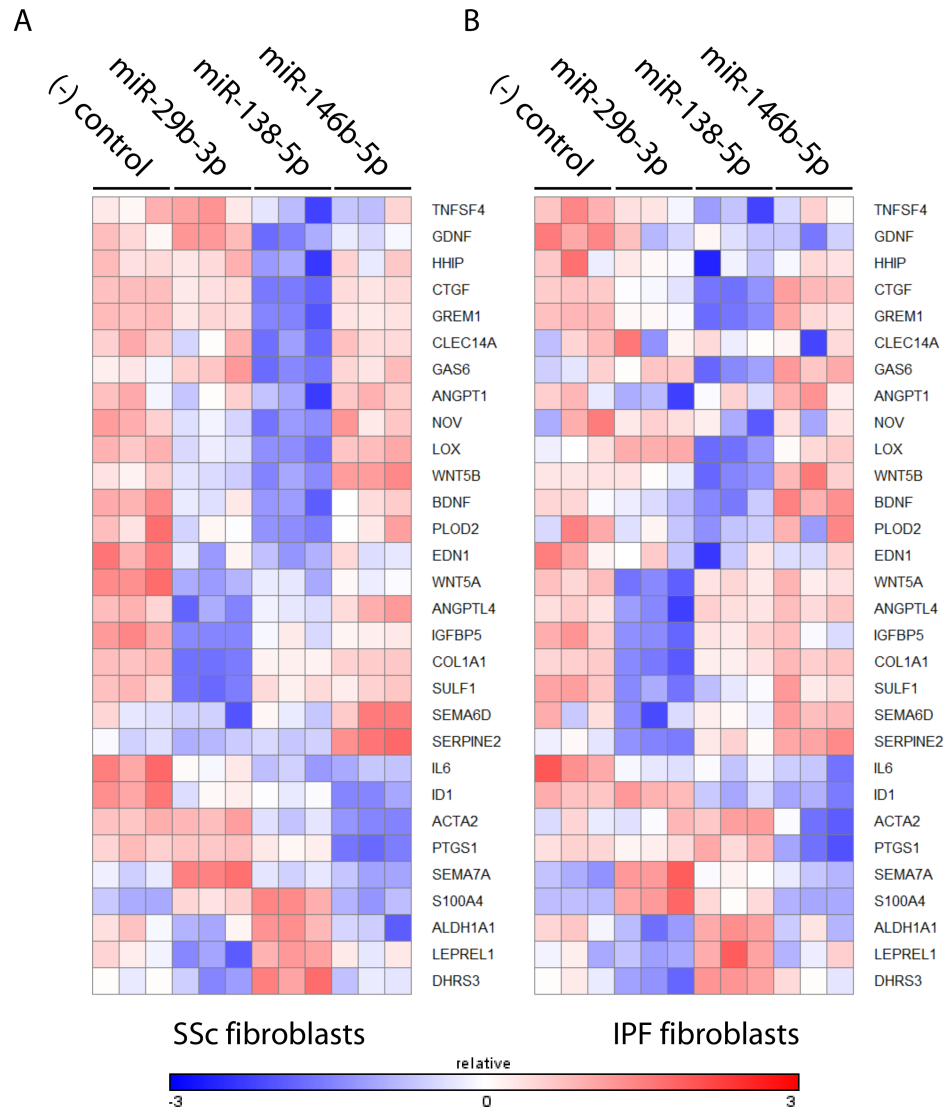 A
B
(-) control
miR-29b-3p
miR-138-5p
miR-146b-5p
(-) control
miR-29b-3p
miR-138-5p
miR-146b-5p
TNFSF4
GDNF
HHIP
CTGF
GREM1
CLEC14A
GAS6
ANGPT1
NOV
LOX
WNT5B
BDNF
PLOD2
EDN1
WNT5A
ANGPTL4
IGFBP5
COL1A1
SULF1
SEMA6D
SERPINE2
IL6
ID1
ACTA2
PTGS1
SEMA7A
S100A4
ALDH1A1
LEPREL1
DHRS3
TNFSF4
GDNF
HHIP
CTGF
GREM1
CLEC14A
GAS6
ANGPT1
NOV
LOX
WNT5B
BDNF
PLOD2
EDN1
WNT5A
ANGPTL4
IGFBP5
COL1A1
SULF1
SEMA6D
SERPINE2
IL6
ID1
ACTA2
PTGS1
SEMA7A
S100A4
ALDH1A1
LEPREL1
DHRS3
SSc fibroblasts
IPF fibroblasts
relative
-3 0 3